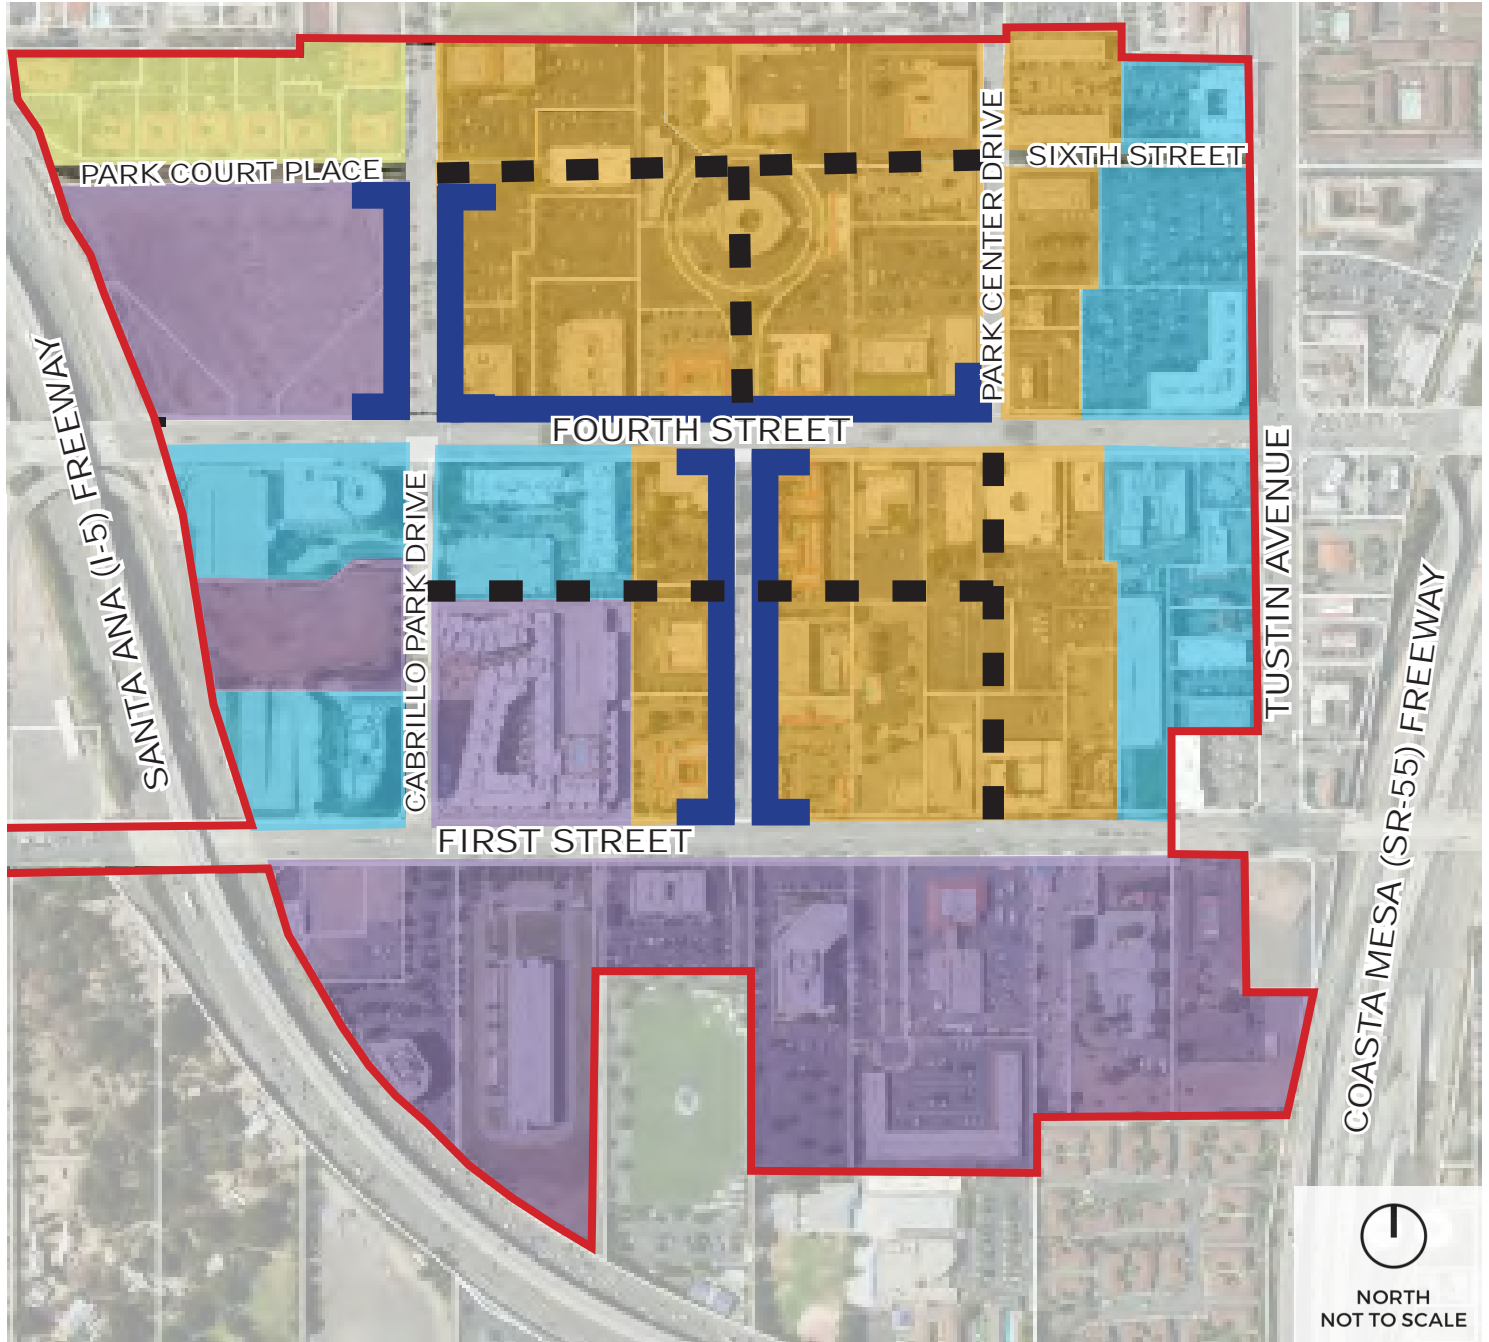 PARK COURT PLACE
SIXTH STREET
PARK CENTER DRIVE
FOURTH STREET
SANTA ANA (I-5) FREEWAY
CABRILLO PARK DRIVE
TUSTIN AVENUE
FIRST STREET
COASTA MESA (SR-55) FREEWAY
NORTH
NOT TO SCALE